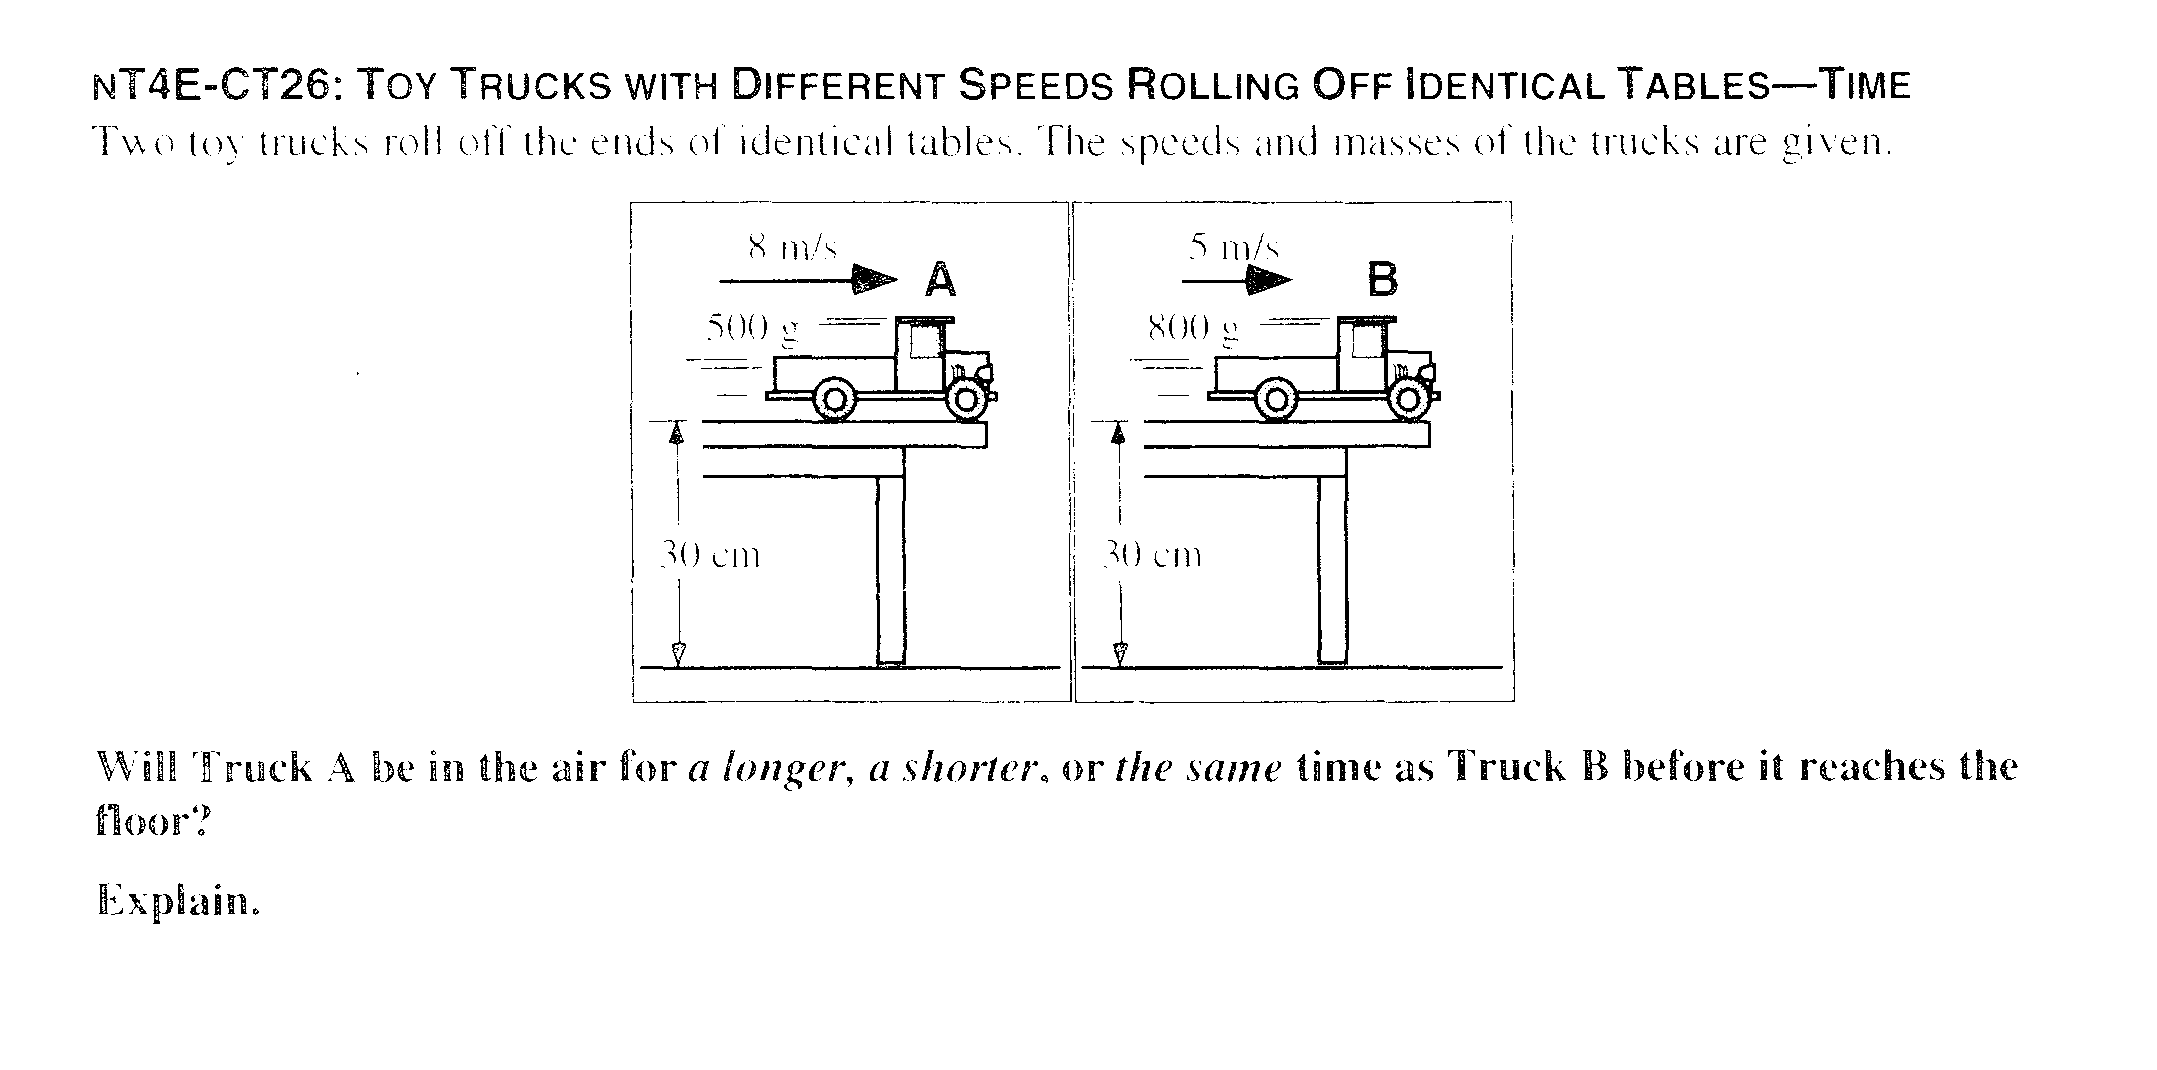 NT4E-CT26: TOY TRUCKS WITH DIFFERENT SPEEDS ROLLING OFF IDENTICAL TABLES—TIME
Two toy trucks roll off the ends of identical tables. The speeds and masses of the trucks are given.
8 m/s
A
500 g
30 cm
5 m/s
B
800 g
30 cm
Will Truck A be in the air for a longer, a shorter, or the same time as Truck B before it reaches the
floor?
Explain.